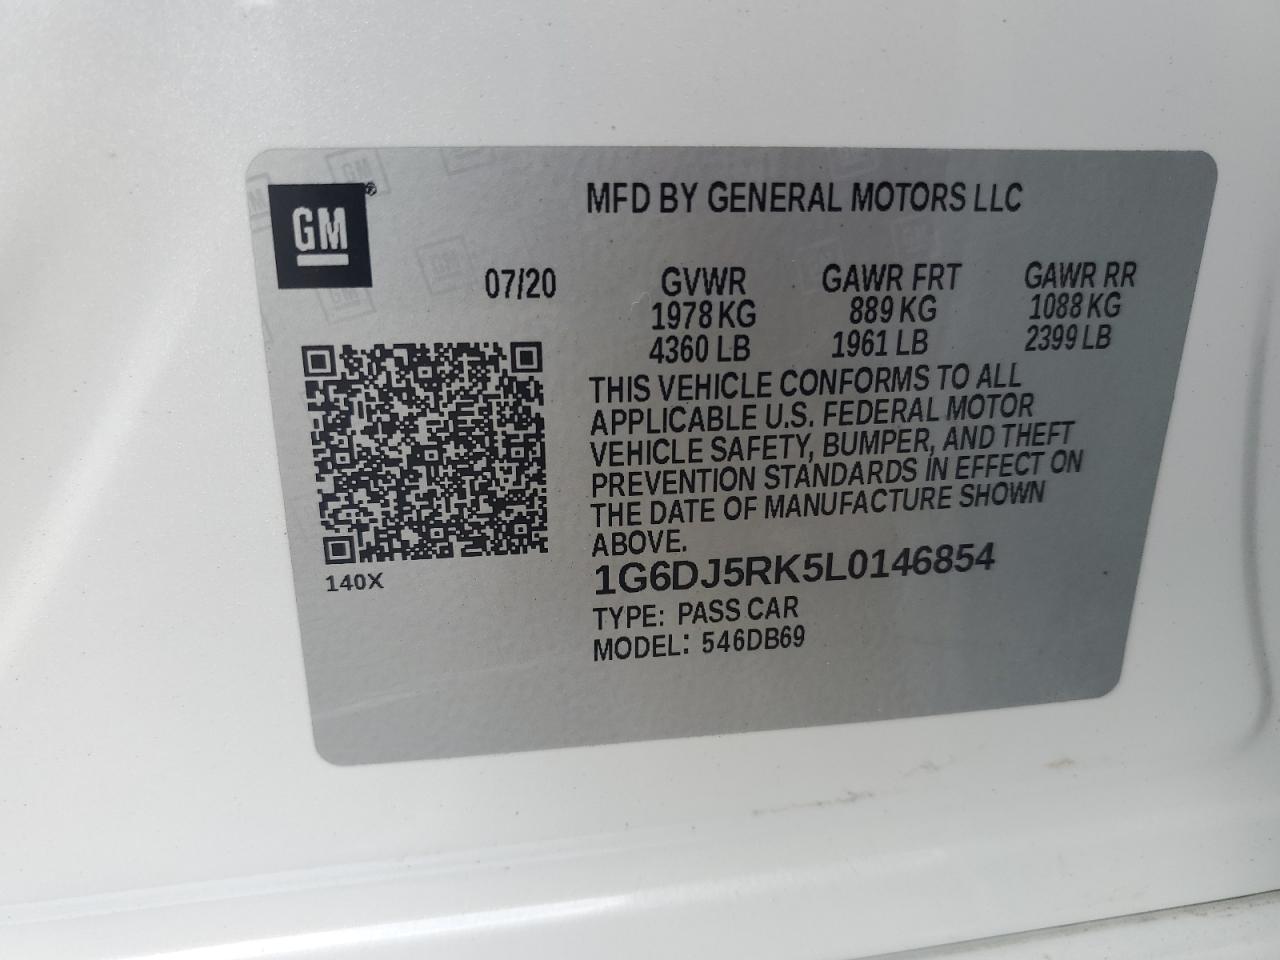 GM®
MFD BY GENERAL MOTORS LLC
07/20
GVWR GAWR FRT GAWR RR
1978 KG 889 KG 1088 KG
4360 LB 1961 LB 2399 LB
THIS VEHICLE CONFORMS TO ALL
APPLICABLE U.S. FEDERAL MOTOR
VEHICLE SAFETY, BUMPER, AND THEFT
PREVENTION STANDARDS IN EFFECT ON
THE DATE OF MANUFACTURE SHOWN
ABOVE.
1G6DJ5RK5L0146854
TYPE: PASS CAR
MODEL: 546DB69
140X